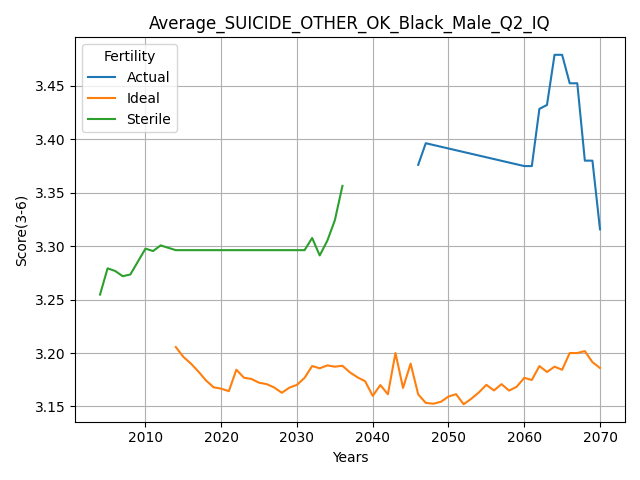 Average_SUICIDE_OTHER_OK_Black_Male_Q2_IQ
Fertility
Actual
Ideal
Sterile
Score(3-6)
3.45
3.40
3.35
3.30
3.25
3.20
3.15
2010 2020 2030 2040 2050 2060 2070
Years